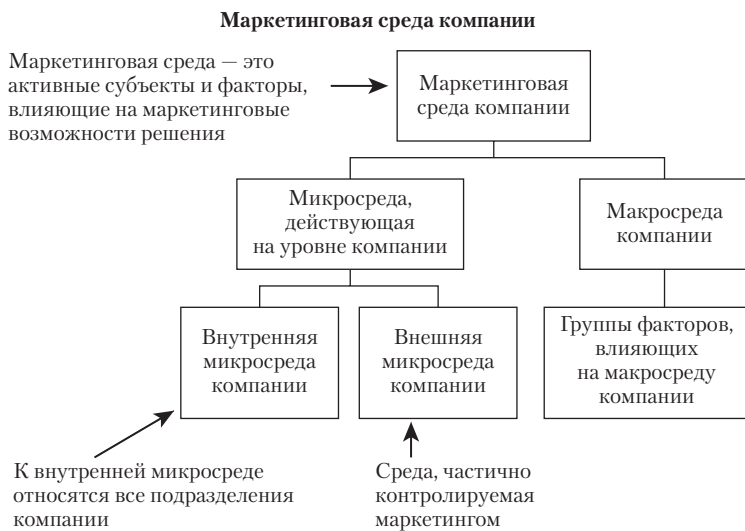 Маркетинговая среда компании
Маркетинговая среда — это
активные субъекты и факторы,
влияющие на маркетинговые
возможности решения
Маркетинговая
среда компании
Микросреда,
действующая
на уровне компании
Макросреда
компании
Внутренняя
микросреда
компании
Внешняя
микросреда
компании
Группы факторов,
влияющих
на макросреду
компании
К внутренней микросреде
относятся все подразделения
компании
Среда, частично
контролируемая
маркетингом